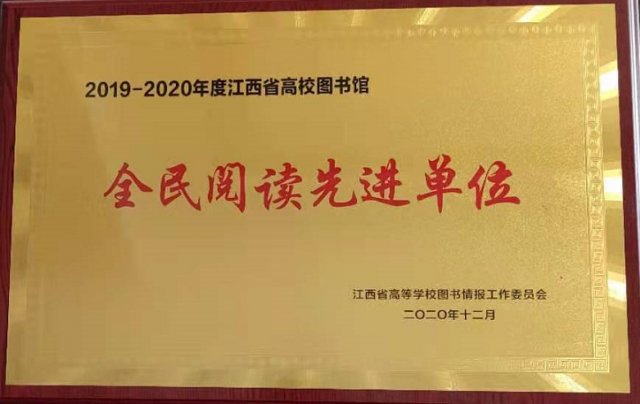 2019-2020年度江西省高校图书馆
全民阅读先进单位
江西省高等学校图书情报工作委员会
二〇二〇年十二月